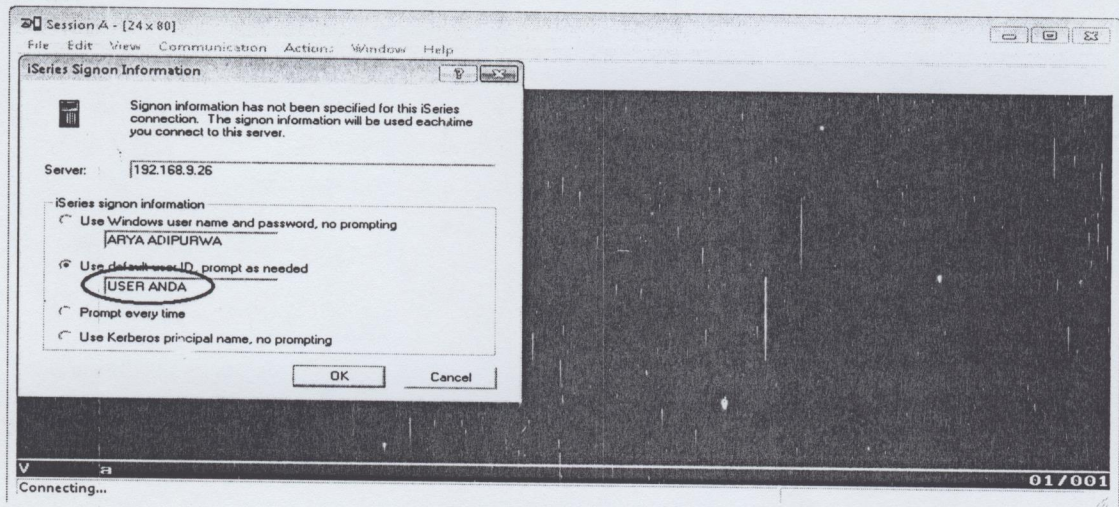 Session A - [24 x 80]
File Edit View Communication Actions Window Help
iSeries Signon Information
Signon information has not been specified for this iSeries
connection. The signon information will be used each time
you connect to this server.
Server: 192.168.9.26
iSeries signon information
Use Windows user name and password, no prompting
ARYA ADIPURWA
Use default user ID, prompt as needed
USER ANDA
Prompt every time
Use Kerberos principal name, no prompting
OK Cancel
V a 01/001
Connecting...